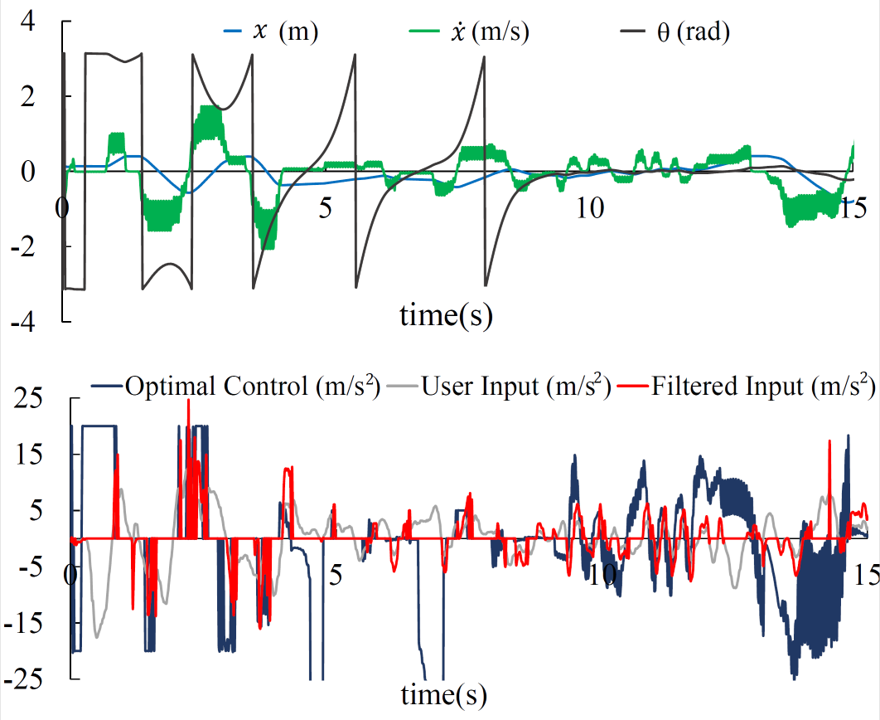 4
x (m) ẋ (m/s) θ (rad)
2
0
0 5 10 15
-2
time(s)
-4
Optimal Control (m/s²) User Input (m/s²) Filtered Input (m/s²)
25
15
5
-5
0 5 10 15
-15
-25
time(s)